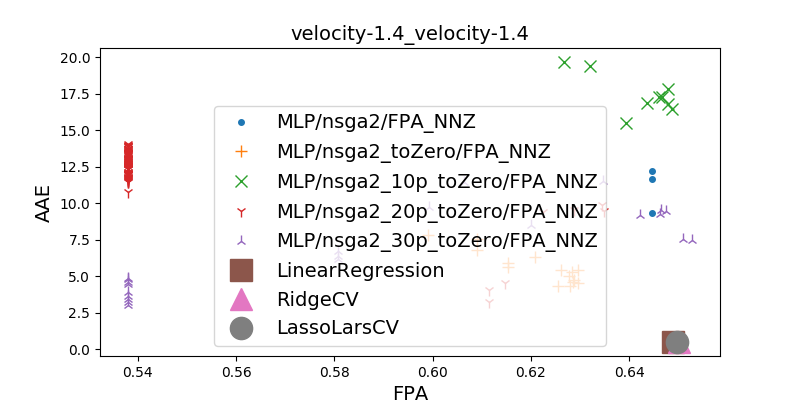 velocity-1.4_velocity-1.4
AAE
20.0
17.5
15.0
12.5
10.0
7.5
5.0
2.5
0.0
MLP/nsga2/FPA_NNZ
MLP/nsga2_toZero/FPA_NNZ
MLP/nsga2_10p_toZero/FPA_NNZ
MLP/nsga2_20p_toZero/FPA_NNZ
MLP/nsga2_30p_toZero/FPA_NNZ
LinearRegression
RidgeCV
LassoLarsCV
0.54 0.56 0.58 0.60 0.62 0.64
FPA